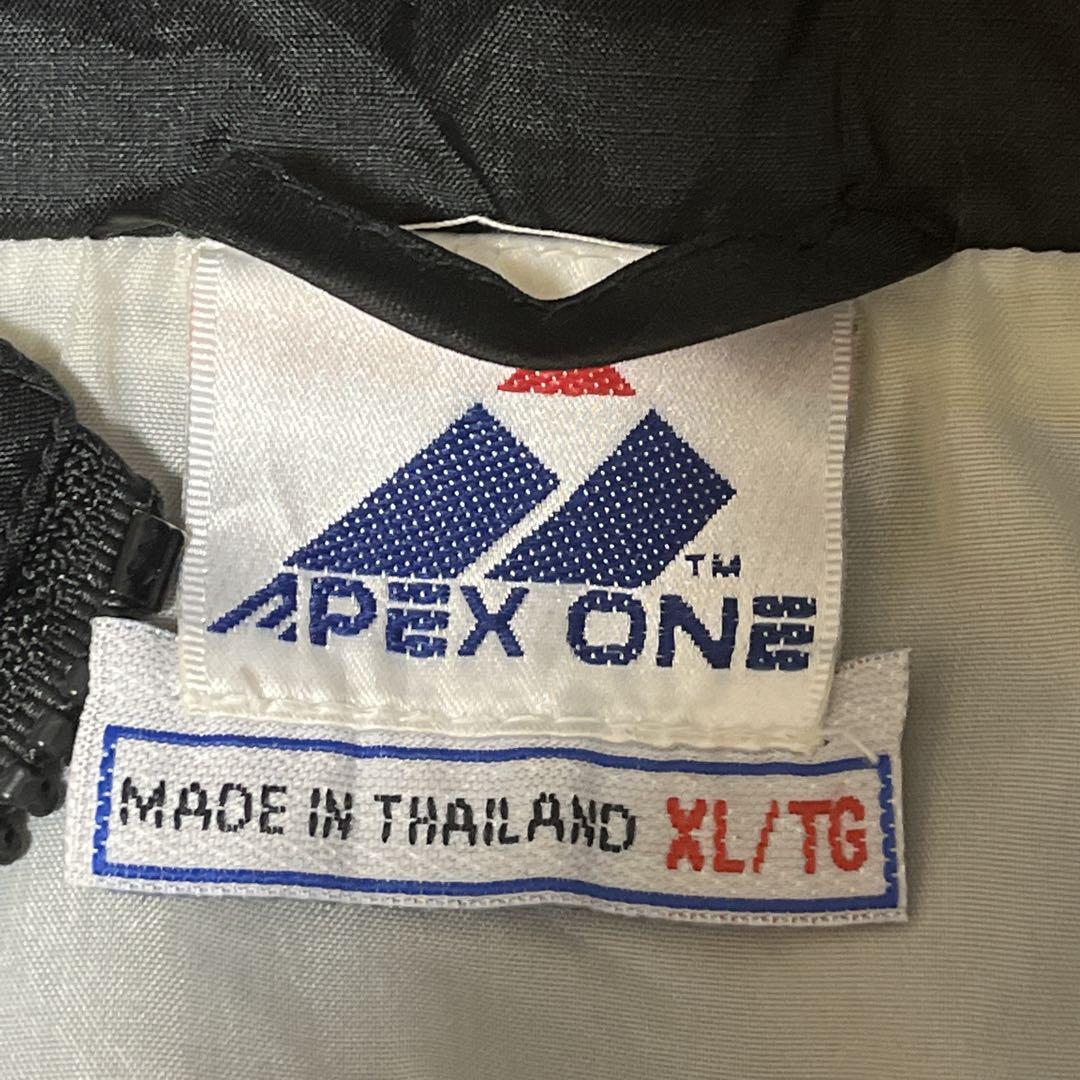 TM
APEX ONE
MADE IN THAILAND XL/TG